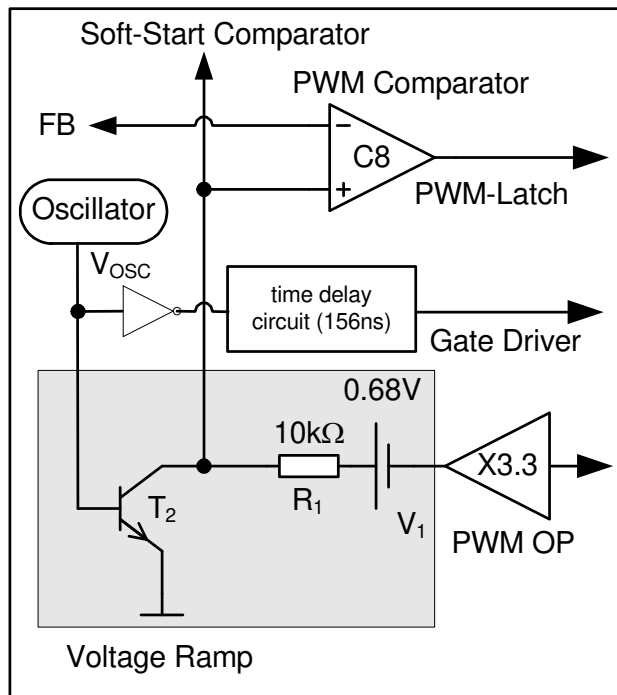 Soft-Start Comparator
PWM Comparator
FB
−
C8
+
PWM-Latch
Oscillator
VOSC
time delay
circuit (156ns)
Gate Driver
0.68V
10kΩ
X3.3
R1
T2
V1
PWM OP
Voltage Ramp